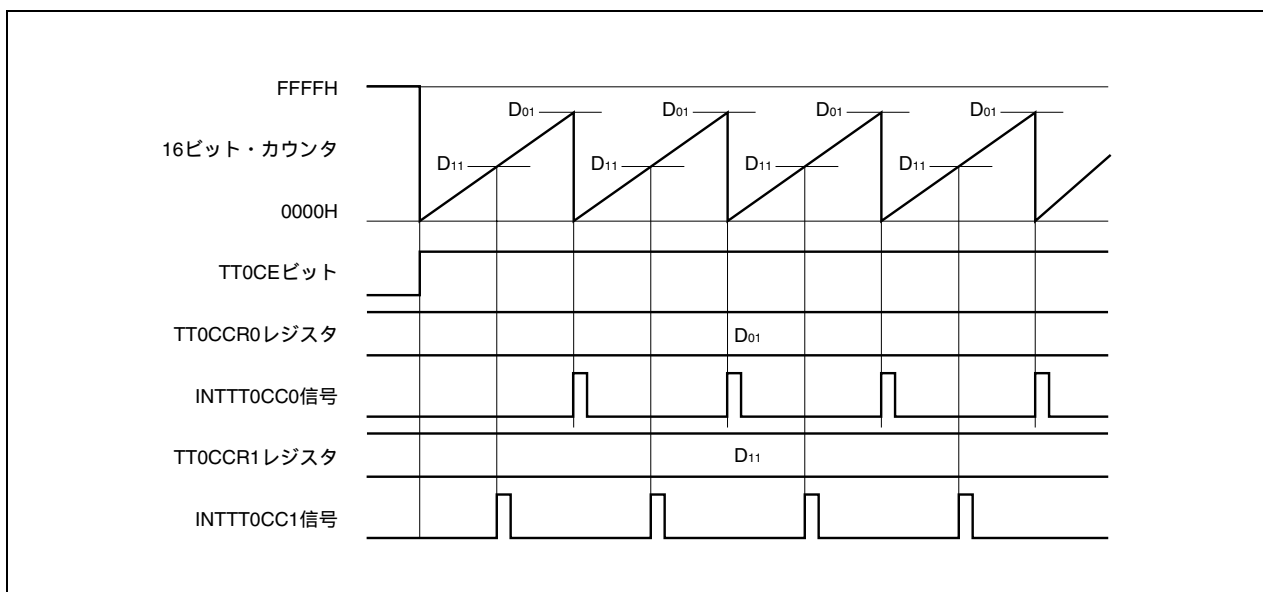 FFFFH
D01 D01 D01 D01
16ビット・カウンタ
D11 D11 D11 D11
0000H
TT0CEビット
TT0CCR0レジスタ
D01
INTTT0CC0信号
TT0CCR1レジスタ
D11
INTTT0CC1信号